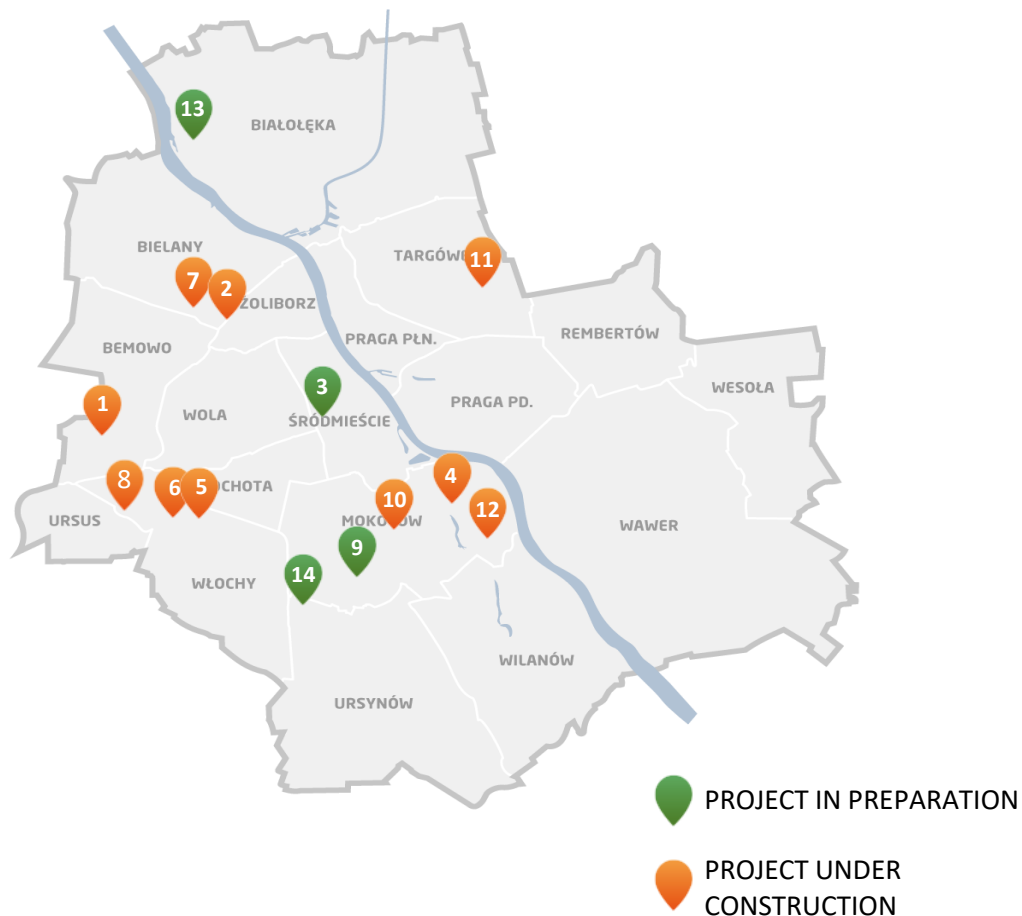 13
BIAŁOŁĘKA
BIELANY
TARGÓW
11
7
2
ŻOLIBORZ
REMBERTÓW
PRAGA PŁN.
BEMOWO
WESOŁA
3
1
PRAGA PD.
WOLA
ŚRÓDMIEŚCIE
8
4
6
5
OCHOTA
10
12
URSUS
MOKOTÓW
WAWER
9
14
WŁOCHY
WILANÓW
URSYNÓW
PROJECT IN PREPARATION
PROJECT UNDER
CONSTRUCTION